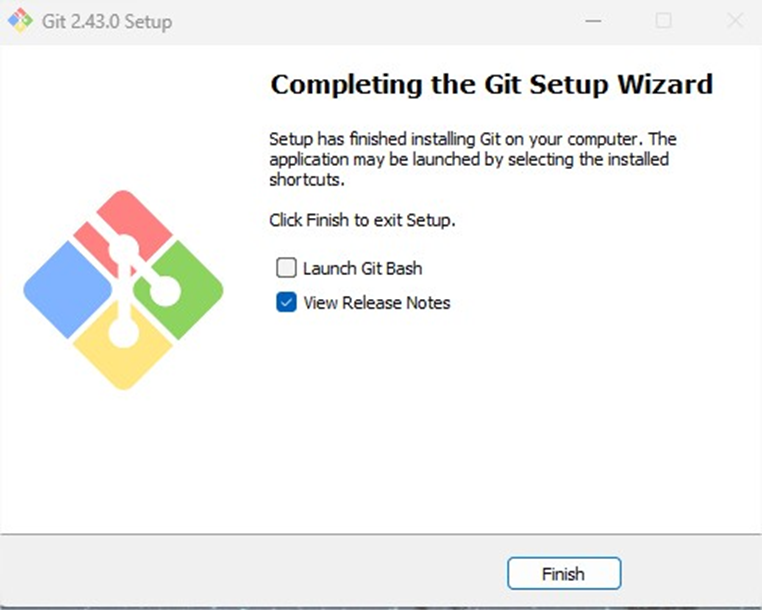 Git 2.43.0 Setup
Completing the Git Setup Wizard
Setup has finished installing Git on your computer. The
application may be launched by selecting the installed
shortcuts.
Click Finish to exit Setup.
Launch Git Bash
View Release Notes
Finish